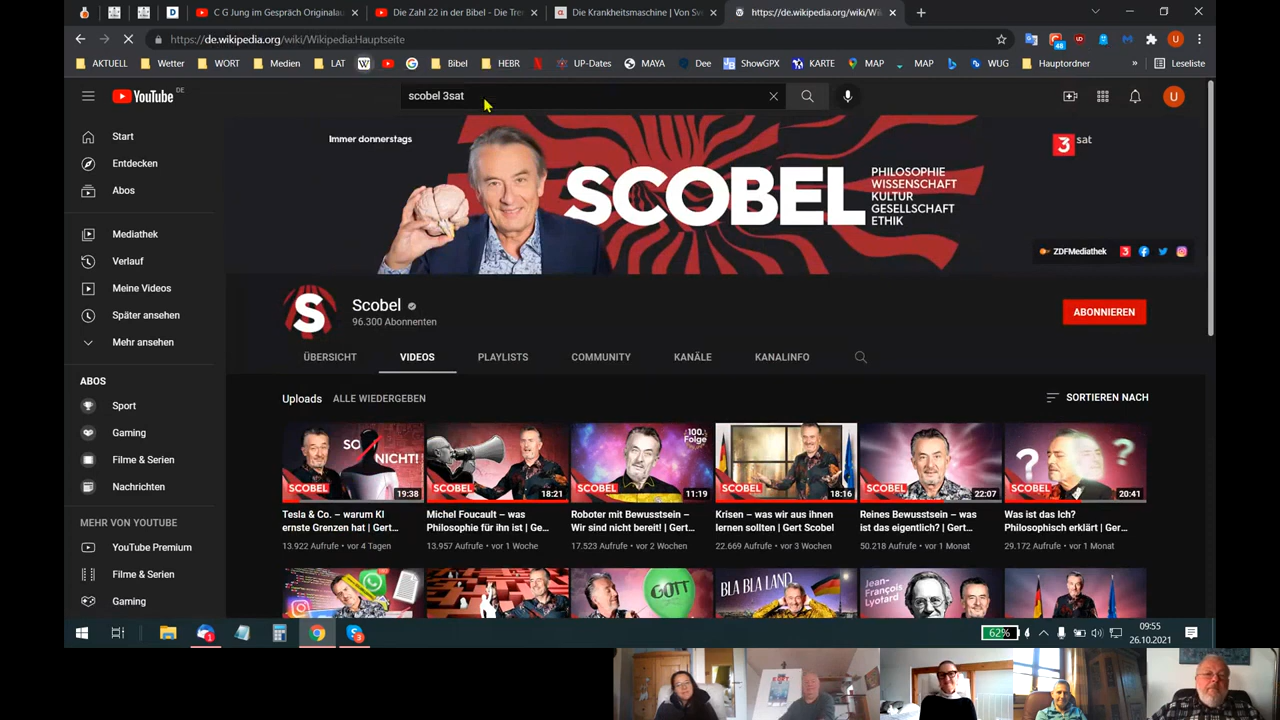 C G Jung im Gespräch Originalau
Die Zahl 22 in der Bibel - Die Tre
Die Krankheitsmaschine | Von Sv
https://de.wikipedia.org/wiki/Wi
https://de.wikipedia.org/wiki/Wikipedia:Hauptseite
48
U
AKTUELL
Wetter
WORT
Medien
LAT
W
Bibel
HEBR
UP-Dates
MAYA
Dee
ShowGPX
KARTE
MAP
MAP
WUG
Hauptordner
»
Leseliste
YouTube DE
scobel 3sat
U
Start
Entdecken
Abos
Mediathek
Verlauf
Meine Videos
Später ansehen
Mehr ansehen
ABOS
Sport
Gaming
Filme & Serien
Nachrichten
MEHR VON YOUTUBE
YouTube Premium
Filme & Serien
Gaming
Immer donnerstags
SCOBEL
PHILOSOPHIE
WISSENSCHAFT
KULTUR
GESELLSCHAFT
ETHIK
3 sat
ZDFMediathek
3
S
Scobel
96.300 Abonnenten
ABONNIEREN
ÜBERSICHT
VIDEOS
PLAYLISTS
COMMUNITY
KANÄLE
KANALINFO
Uploads
ALLE WIEDERGEBEN
SORTIEREN NACH
SO NICHT!
SCOBEL
19:38
Tesla & Co. – warum KI
ernste Grenzen hat | Gert...
13.922 Aufrufe • vor 4 Tagen
SCOBEL
18:21
Michel Foucault – was
Philosophie für ihn ist | Ge...
13.957 Aufrufe • vor 1 Woche
100.
Folge
SCOBEL
11:19
Roboter mit Bewusstsein –
Wir sind nicht bereit! | Gert...
17.523 Aufrufe • vor 2 Wochen
SCOBEL
18:16
Krisen – was wir aus ihnen
lernen sollten | Gert Scobel
22.669 Aufrufe • vor 3 Wochen
SCOBEL
22:07
Reines Bewusstsein – was
ist das eigentlich? | Gert...
50.218 Aufrufe • vor 1 Monat
? ?
SCOBEL
20:41
Was ist das Ich?
Philosophisch erklärt | Ger...
29.172 Aufrufe • vor 1 Monat
GOTT
BLA BLA LAND
Jean-
François
Lyotard
62%
09:55
26.10.2021